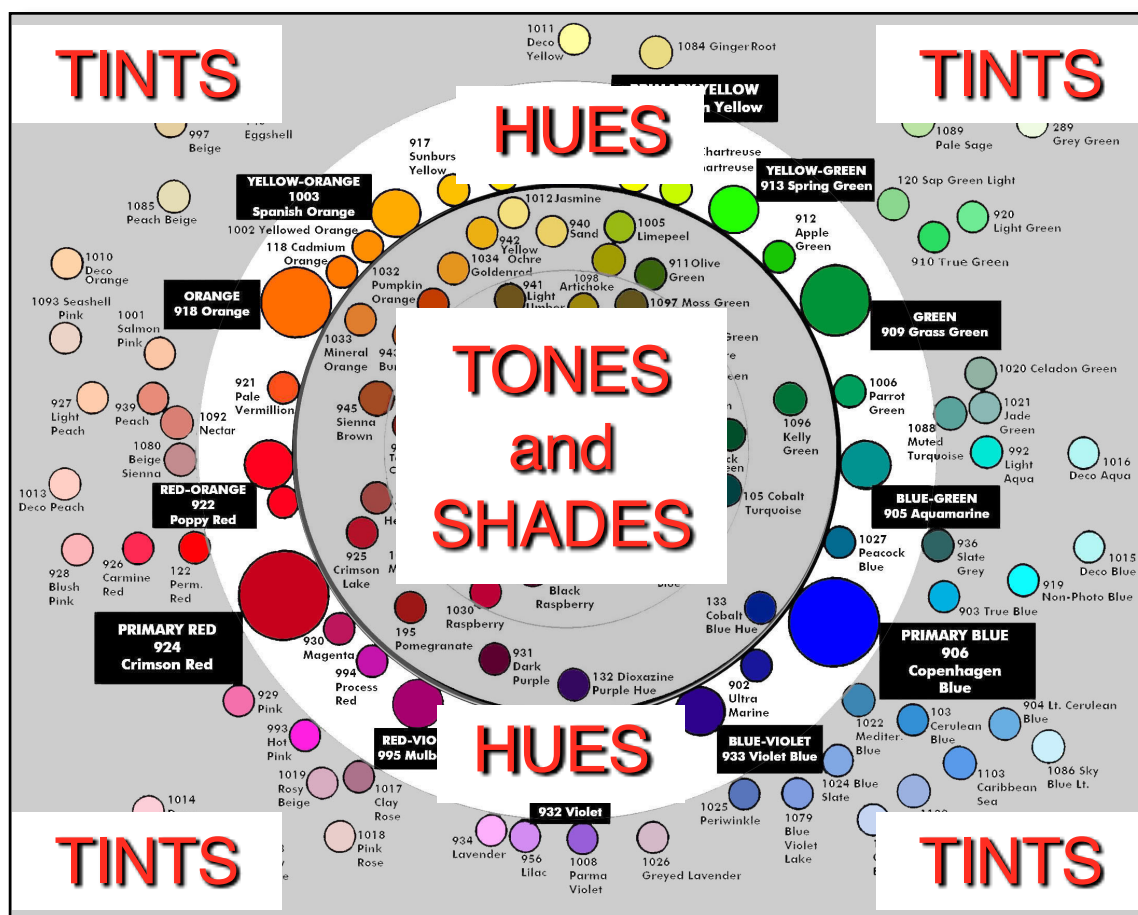 TINTS
TINTS
1011
Deco
Yellow
1084 Ginger Root
HUES
997
Beige
Eggshell
917
Sunburs
Yellow
Yellow
Chartreuse
1089
Pale Sage
289
Grey Green
1085
Peach Beige
YELLOW-ORANGE
1003
Spanish Orange
1002 Yellowed Orange
118 Cadmium
Orange
1012 Jasmine
942
Yellow
Ochre
940
Sand
1005
Limepeel
YELLOW-GREEN
913 Spring Green
120 Sap Green Light
920
Light Green
910 True Green
912
Apple
Green
1010
Deco
Orange
1034
Goldenrod
1032
Pumpkin
Orange
941
Light
Umber
1098
Artichoke
911 Olive
Green
1097 Moss Green
ORANGE
918 Orange
GREEN
909 Grass Green
1093 Seashell
Pink
1001
Salmon
Pink
1033
Mineral
Orange
TONES
and
SHADES
921
Pale
Vermillion
945
Sienna
Brown
1096
Kelly
Green
1006
Parrot
Green
1020 Celadon Green
1021
Jade
Green
1088
Muted
Turquoise
992
Light
Aqua
1016
Deco Aqua
927
Light
Peach
939
Peach
1092
Nectar
1080
Beige
Sienna
1013
Deco Peach
RED-ORANGE
922
Poppy Red
105 Cobalt
Turquoise
BLUE-GREEN
905 Aquamarine
928
Blush
Pink
926
Carmine
Red
122
Perm.
Red
925
Crimson
Lake
1027
Peacock
Blue
936
Slate
Grey
1015
Deco Blue
919
Non-Photo Blue
903 True Blue
Black
Raspberry
Blue
1030
Raspberry
195
Pomegranate
133
Cobalt
Blue Hue
PRIMARY RED
924
Crimson Red
930
Magenta
994
Process
Red
931
Dark
Purple
132 Dioxazine
Purple Hue
902
Ultra
Marine
PRIMARY BLUE
906
Copenhagen
Blue
929
Pink
993
Hot
Pink
RED-VIO
995 Mulb
HUES
BLUE-VIOLET
933 Violet Blue
1022
Mediter.
Blue
103
Cerulean
Blue
904 Lt. Cerulean
Blue
1086 Sky
Blue Lt.
1103
Caribbean
Sea
1019
Rosy
Beige
1017
Clay
Rose
1024 Blue
Slate
1025
Periwinkle
1079
Blue
Violet
Lake
1014
932 Violet
1018
Pink
Rose
934
Lavender
956
Lilac
1008
Parma
Violet
1026
Greyed Lavender
TINTS
TINTS